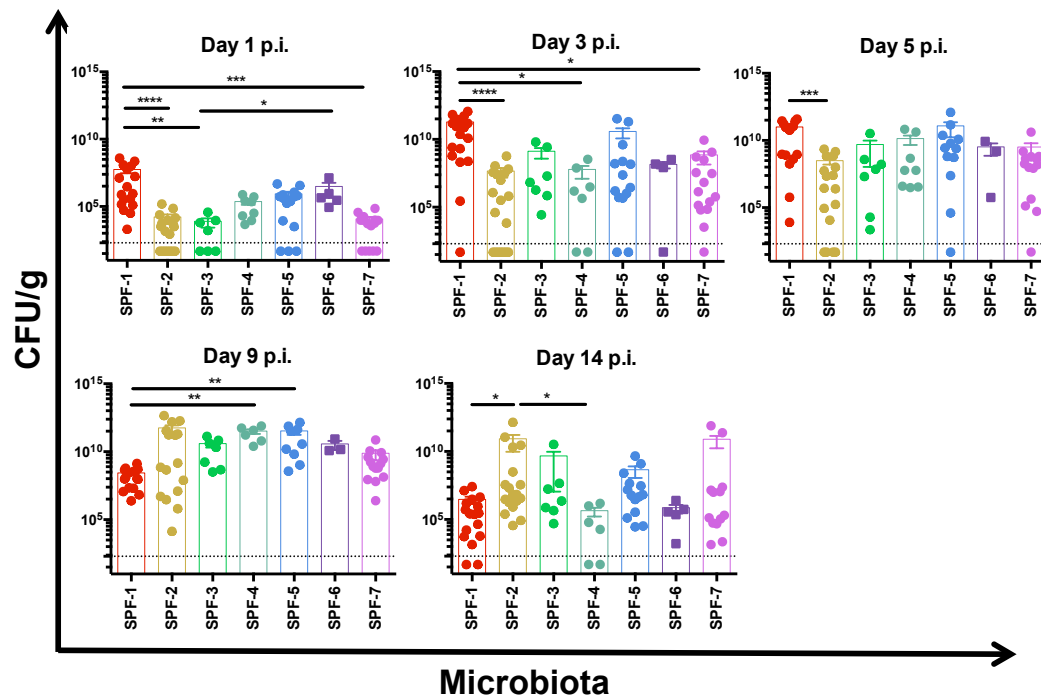 Day 1 p.i.
***
****
*
**
10^15
10^10
10^5
SPF-1 SPF-2 SPF-3 SPF-4 SPF-5 SPF-6 SPF-7
Day 3 p.i.
*
*
****
10^15
10^10
10^5
SPF-1 SPF-2 SPF-3 SPF-4 SPF-5 SPF-6 SPF-7
Day 5 p.i.
***
10^15
10^10
10^5
SPF-1 SPF-2 SPF-3 SPF-4 SPF-5 SPF-6 SPF-7
CFU/g
Day 9 p.i.
**
**
10^15
10^10
10^5
SPF-1 SPF-2 SPF-3 SPF-4 SPF-5 SPF-6 SPF-7
Day 14 p.i.
* *
10^15
10^10
10^5
SPF-1 SPF-2 SPF-3 SPF-4 SPF-5 SPF-6 SPF-7
Microbiota